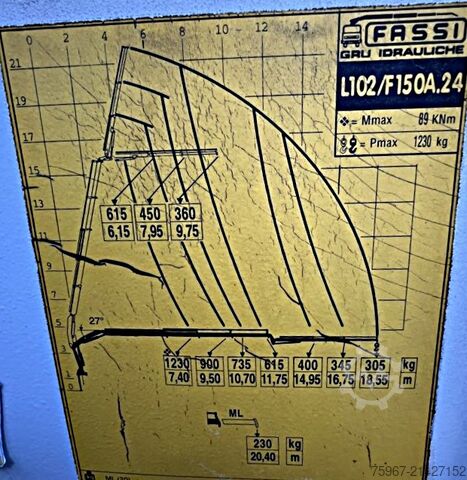 FASSI
GRU IDRAULICHE
L102/F150A.24
= Mmax 89 KNm
= Pmax 1230 kg
0 2 4 6 8 10 12 14
21
19
17
15
13
11
9
7
5
3
1
0
27°
615 450 360
6,15 7,95 9,75
1230 900 735 615 400 345 305 kg
7,40 9,50 10,70 11,75 14,95 16,75 18,55 m
ML
230 kg
20,40 m
75967-21427152